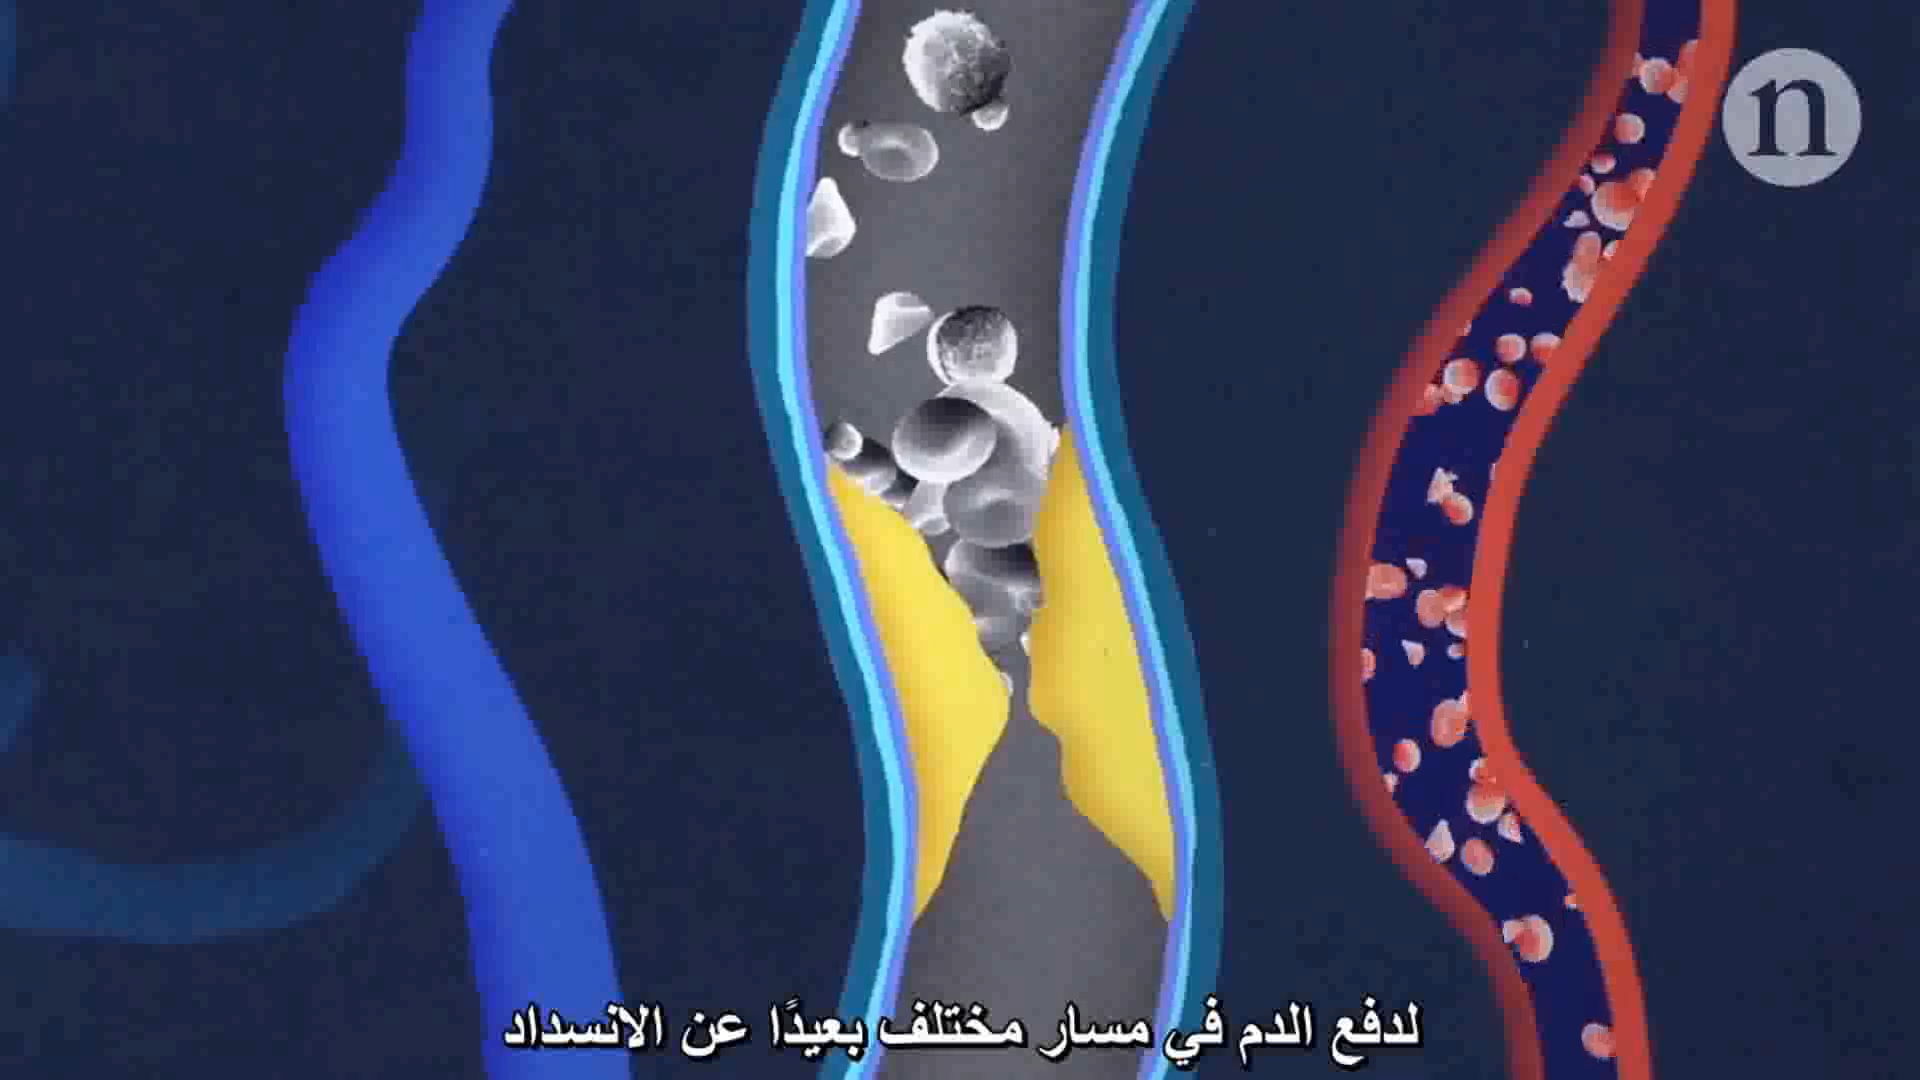 n
لدفع الدم في مسار مختلف بعيدًا عن الانسداد